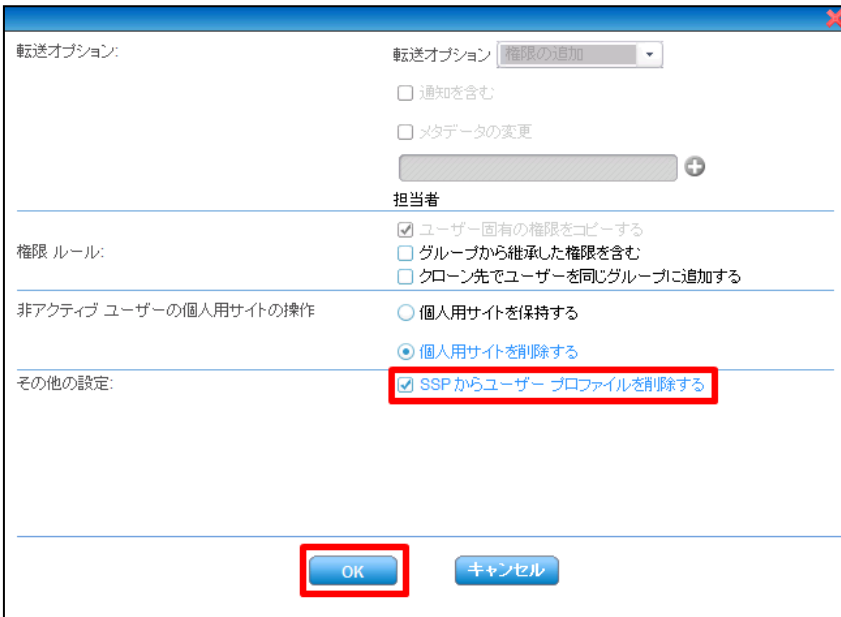 転送オプション:
転送オプション 権限の追加
通知を含む
メタデータの変更
担当者
ユーザー固有の権限をコピーする
権限 ルール:
グループから継承した権限を含む
クローン先でユーザーを同じグループに追加する
非アクティブ ユーザーの個人用サイトの操作
個人用サイトを保持する
個人用サイトを削除する
その他の設定:
SSP からユーザー プロファイルを削除する
OK
キャンセル